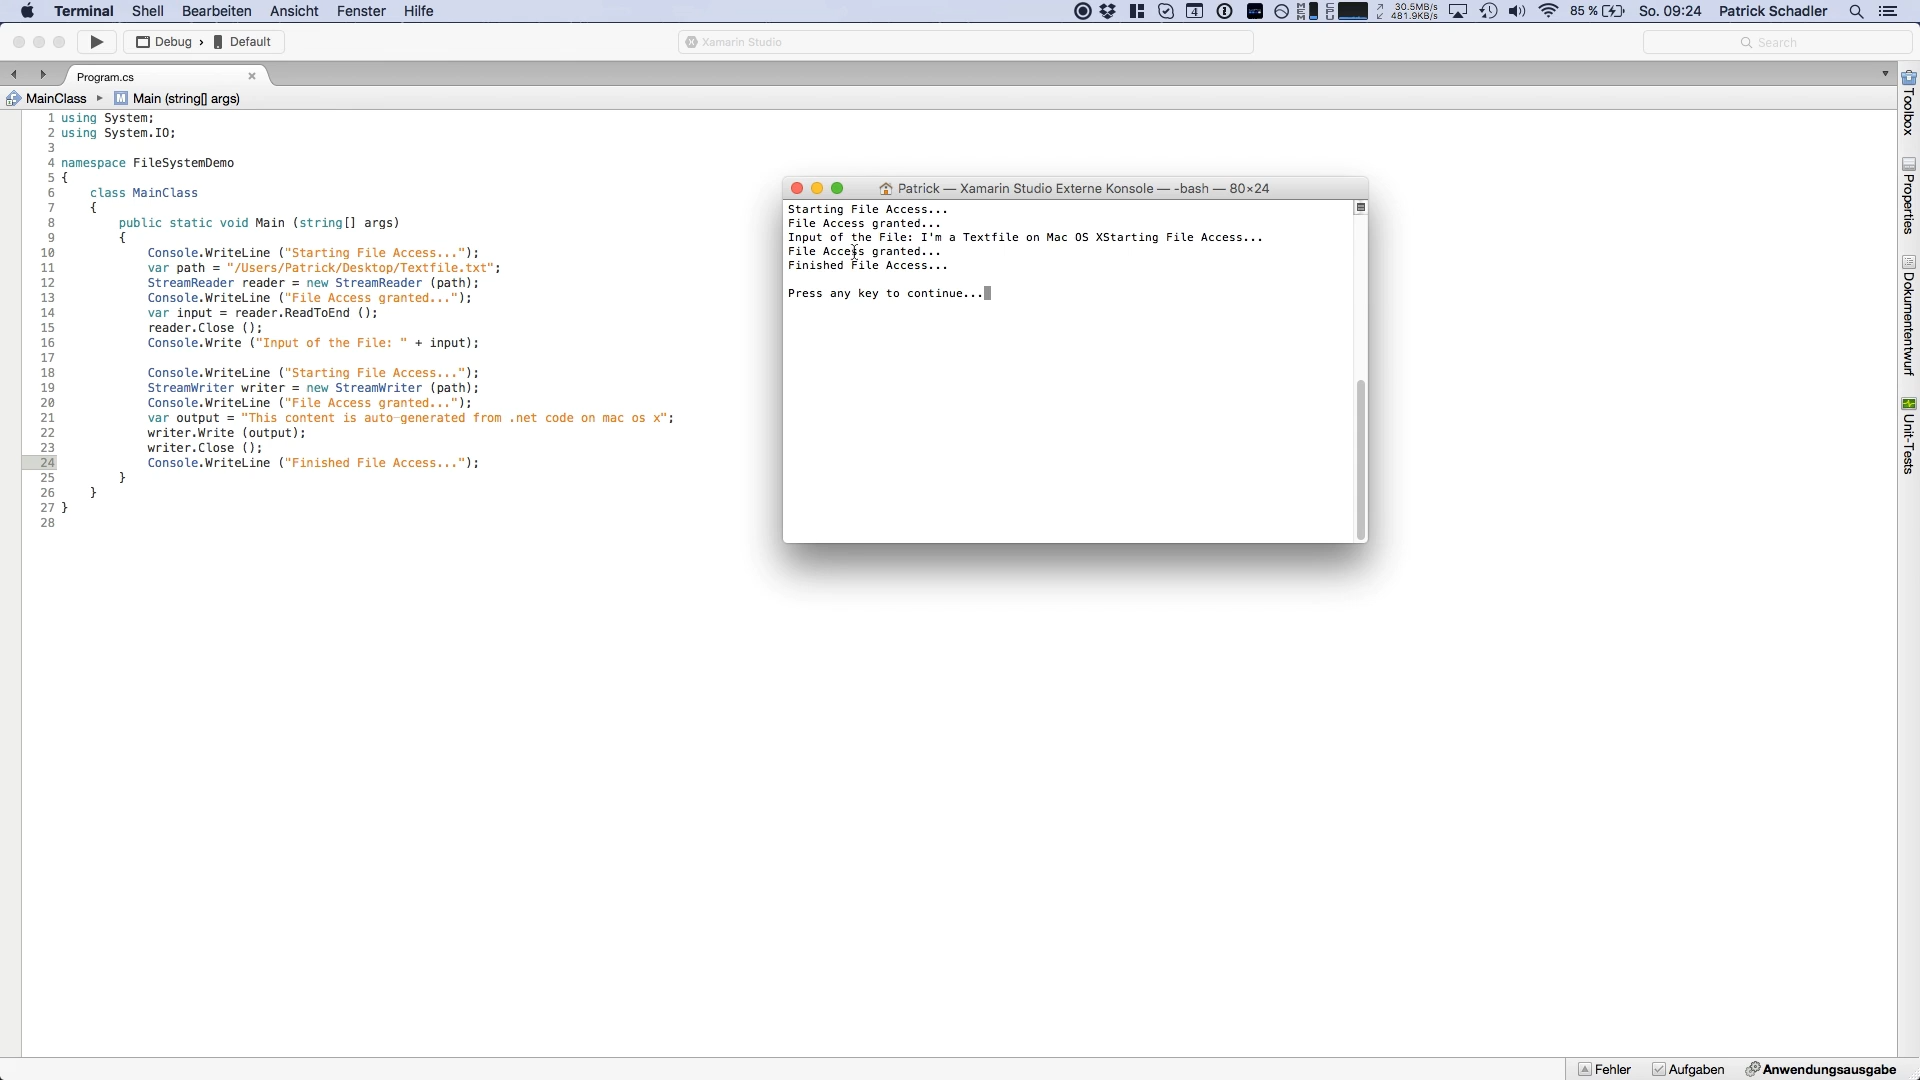 Terminal Shell Bearbeiten Ansicht Fenster Hilfe 4 MEM CPU 30.5MB/s 481.9KB/s 85 % So. 09:24 Patrick Schadler
Debug › Default Xamarin Studio Search
Program.cs
MainClass Main (string[] args)
1 using System;
2 using System.IO;
3
4 namespace FileSystemDemo
5 {
6 class MainClass
7 {
8 public static void Main (string[] args)
9 {
10 Console.WriteLine ("Starting File Access...");
11 var path = "/Users/Patrick/Desktop/Textfile.txt";
12 StreamReader reader = new StreamReader (path);
13 Console.WriteLine ("File Access granted...");
14 var input = reader.ReadToEnd ();
15 reader.Close ();
16 Console.Write ("Input of the File: " + input);
17
18 Console.WriteLine ("Starting File Access...");
19 StreamWriter writer = new StreamWriter (path);
20 Console.WriteLine ("File Access granted...");
21 var output = "This content is auto-generated from .net code on mac os x";
22 writer.Write (output);
23 writer.Close ();
24 Console.WriteLine ("Finished File Access...");
25 }
26 }
27 }
28
Patrick — Xamarin Studio Externe Konsole — -bash — 80×24
Starting File Access...
File Access granted...
Input of the File: I'm a Textfile on Mac OS XStarting File Access...
File Access granted...
Finished File Access...
Press any key to continue...
Toolbox
Properties
Dokumententwurf
Unit-Tests
Fehler Aufgaben Anwendungsausgabe